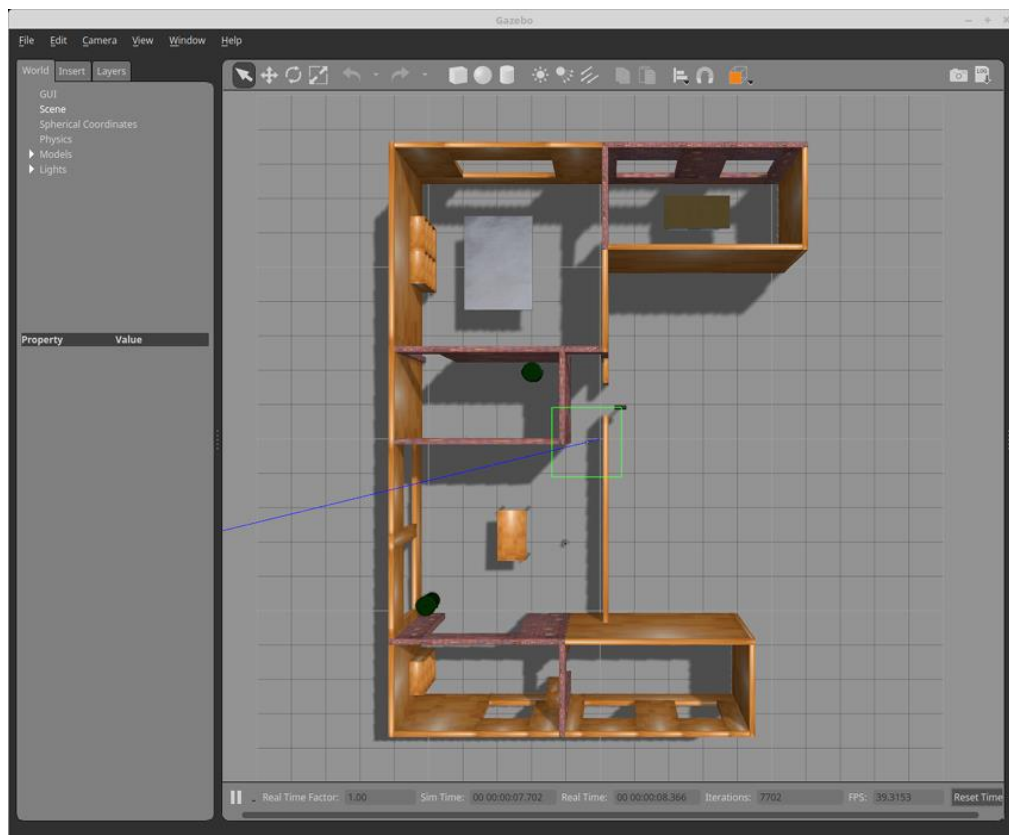 Gazebo
File Edit Camera View Window Help
World Insert Layers
GUI
Scene
Spherical Coordinates
Physics
Models
Lights
Property Value
Real Time Factor: 1.00 Sim Time: 00 00:00:07.702 Real Time: 00 00:00:08.366 Iterations: 7702 FPS: 39.3153 Reset Time